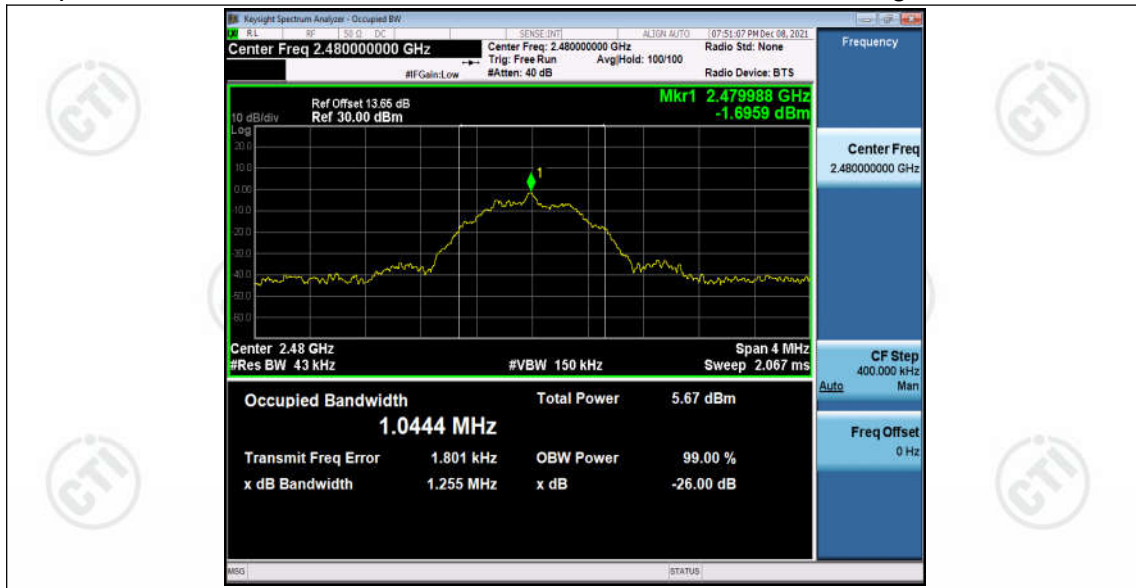 Keysight Spectrum Analyzer - Occupied BW
RL RF 50 Ω DC SENSE:INT ALIGN AUTO 07:51:07 PM Dec 08, 2021
Center Freq 2.480000000 GHz Center Freq: 2.480000000 GHz Radio Std: None Frequency
Trig: Free Run Avg|Hold: 100/100
#IFGain:Low #Atten: 40 dB Radio Device: BTS
Mkr1 2.479988 GHz
Ref Offset 13.65 dB
10 dB/div Ref 30.00 dBm -1.6959 dBm
Log
20.0
10.0
0.00
-10.0
-20.0
-30.0
-40.0
-50.0
-60.0
1
Center Freq
2.480000000 GHz
Center 2.48 GHz Span 4 MHz
#Res BW 43 kHz #VBW 150 kHz Sweep 2.067 ms
CF Step
400.000 kHz
Auto Man
Occupied Bandwidth Total Power 5.67 dBm
1.0444 MHz
Freq Offset
0 Hz
Transmit Freq Error 1.801 kHz OBW Power 99.00 %
x dB Bandwidth 1.255 MHz x dB -26.00 dB
MSG STATUS
CTI
CTI
CTI
CTI